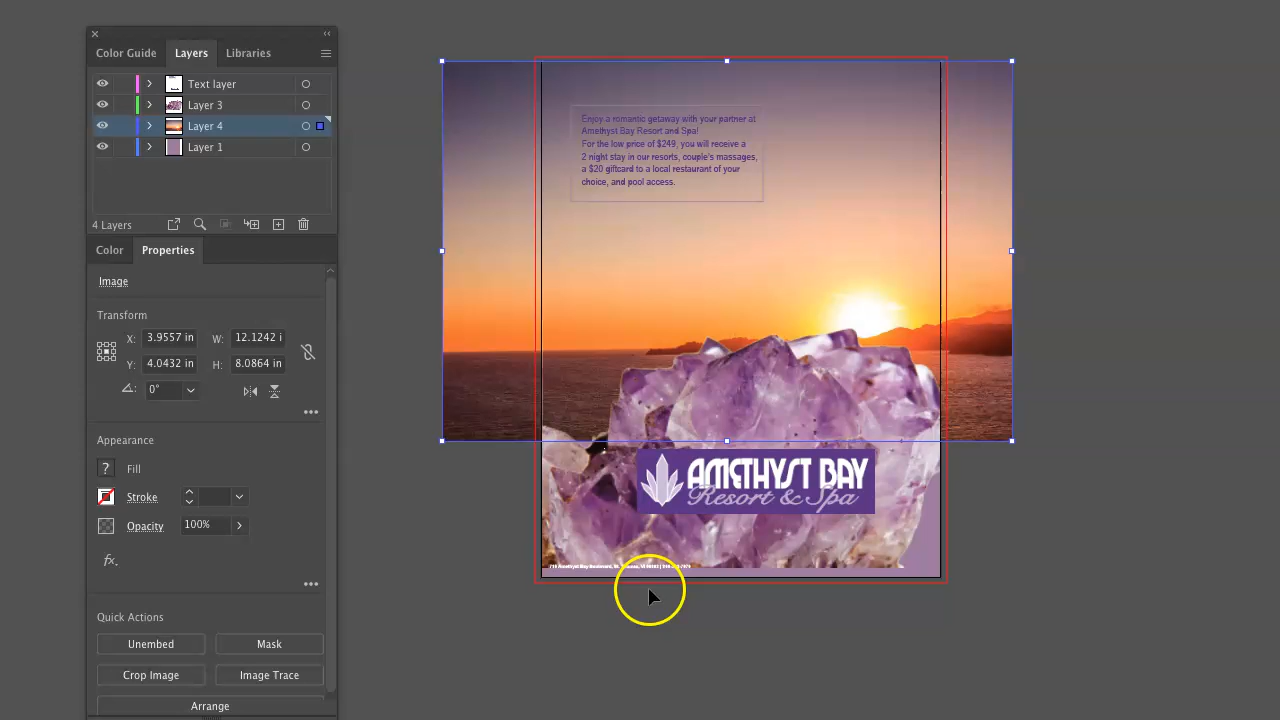 Color Guide
Layers
Libraries
Text layer
Layer 3
Layer 4
Layer 1
4 Layers
Color
Properties
Image
Transform
X: 3.9557 in W: 12.1242 i
Y: 4.0432 in H: 8.0864 in
0°
Appearance
? Fill
Stroke
Opacity 100%
fx.
Quick Actions
Unembed
Mask
Crop Image
Image Trace
Arrange
Enjoy a romantic getaway with your partner at
Amethyst Bay Resort and Spa!
For the low price of $249, you will receive a
2 night stay in our resorts, couple's massages,
a $20 giftcard to a local restaurant of your
choice, and pool access.
AMETHYST BAY
Resort & Spa
Amethyst Bay Boulevard, St.